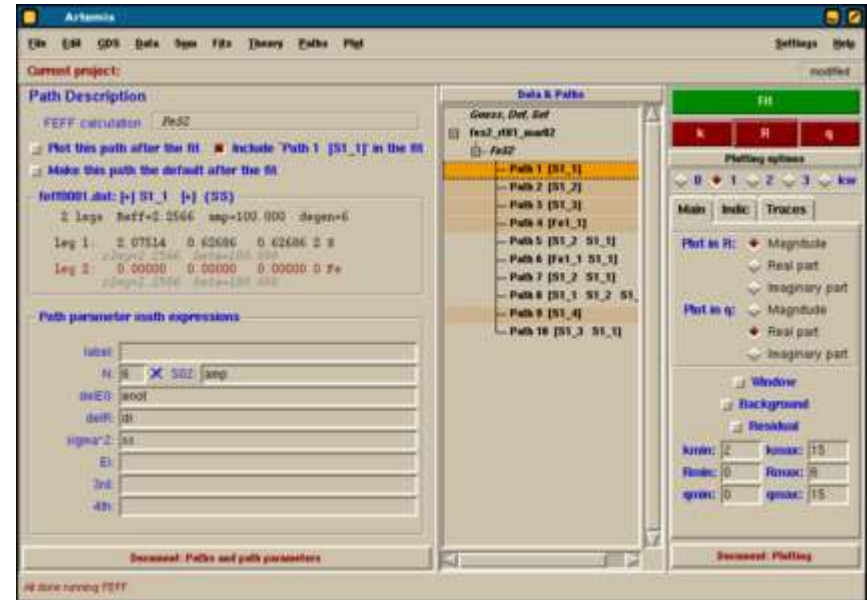 Artemis
File Edit GDS Data Sum Fits Theory Paths Plot Settings Help
Current project: modified
Path Description
FEFF calculation FeS2
Plot this path after the fit Include `Path 1 [S1_1]' in the fit
Make this path the default after the fit
feff0001.dat: [+] S1_1 [+] (SS)
2 legs Reff=2.2566 amp=100.000 degen=6
leg 1: 2.07514 0.62686 0.62686 2 S
leg 2: 0.00000 0.00000 0.00000 0 Fe
Path parameter math expressions
label:
N: 6 S02: amp
delE0: enot
delR:
sigma^2: ss
Ei:
3rd:
4th:
Document: Paths and path parameters
Data & Paths
Guess, Def, Set
FeS2
Path 1 [S1_1]
Path 2 [S1_2]
Path 3 [S1_3]
Path 4 [Fe1_1]
Path 5 [S1_2 S1_1]
Path 6 [Fe1_1 S1_1]
Path 7 [S1_2 S1_1]
Path 8 [S1_1 S1_2 S1_
Path 9 [S1_4]
Path 10 [S1_3 S1_1]
Fit
k R q
Plotting options
0 1 2 3 kw
Main Indic Traces
Plot in R: Magnitude
Real part
Imaginary part
Plot in q: Magnitude
Real part
Imaginary part
Window
Background
Residual
kmin: 2 kmax: 15
Rmin: 0 Rmax: 6
qmin: 0 qmax: 15
Document: Plotting
All done running FEFF